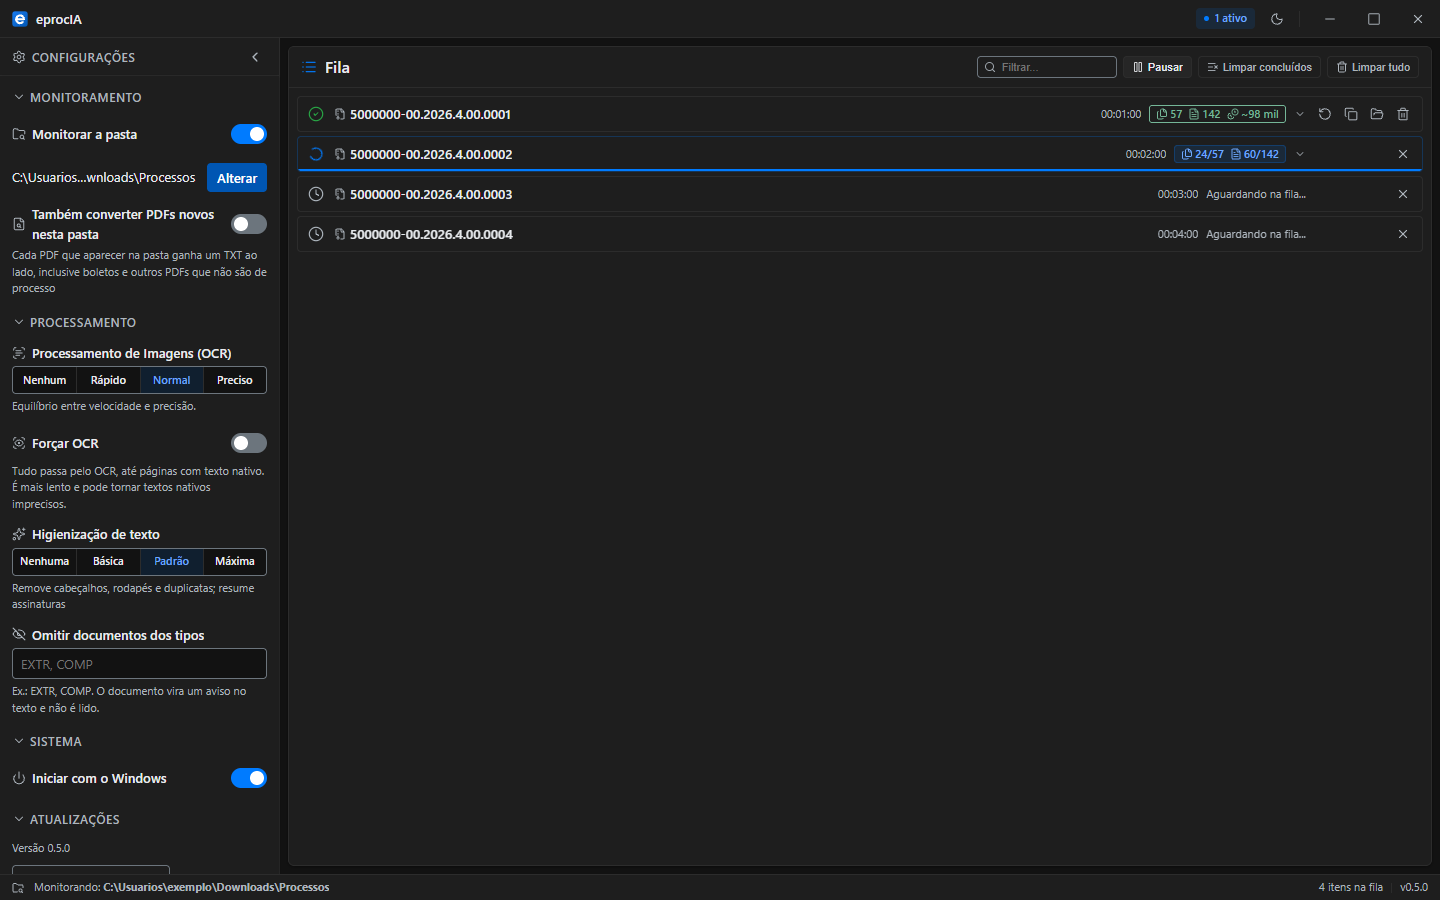 eprocIA
1 ativo
CONFIGURAÇÕES
MONITORAMENTO
Monitorar a pasta
C:\Usuarios...wnloads\Processos
Alterar
Também converter PDFs novos
nesta pasta
Cada PDF que aparecer na pasta ganha um TXT ao
lado, inclusive boletos e outros PDFs que não são de
processo
PROCESSAMENTO
Processamento de Imagens (OCR)
Nenhum Rápido Normal Preciso
Equilíbrio entre velocidade e precisão.
Forçar OCR
Tudo passa pelo OCR, até páginas com texto nativo.
É mais lento e pode tornar textos nativos
imprecisos.
Higienização de texto
Nenhuma Básica Padrão Máxima
Remove cabeçalhos, rodapés e duplicatas; resume
assinaturas
Omitir documentos dos tipos
EXTR, COMP
Ex.: EXTR, COMP. O documento vira um aviso no
texto e não é lido.
SISTEMA
Iniciar com o Windows
ATUALIZAÇÕES
Versão 0.5.0
Fila
Filtrar...
Pausar
Limpar concluídos
Limpar tudo
5000000-00.2026.4.00.0001 00:01:00 57 142 ~98 mil
5000000-00.2026.4.00.0002 00:02:00 24/57 60/142
5000000-00.2026.4.00.0003 00:03:00 Aguardando na fila...
5000000-00.2026.4.00.0004 00:04:00 Aguardando na fila...
Monitorando: C:\Usuarios\exemplo\Downloads\Processos
4 itens na fila
v0.5.0